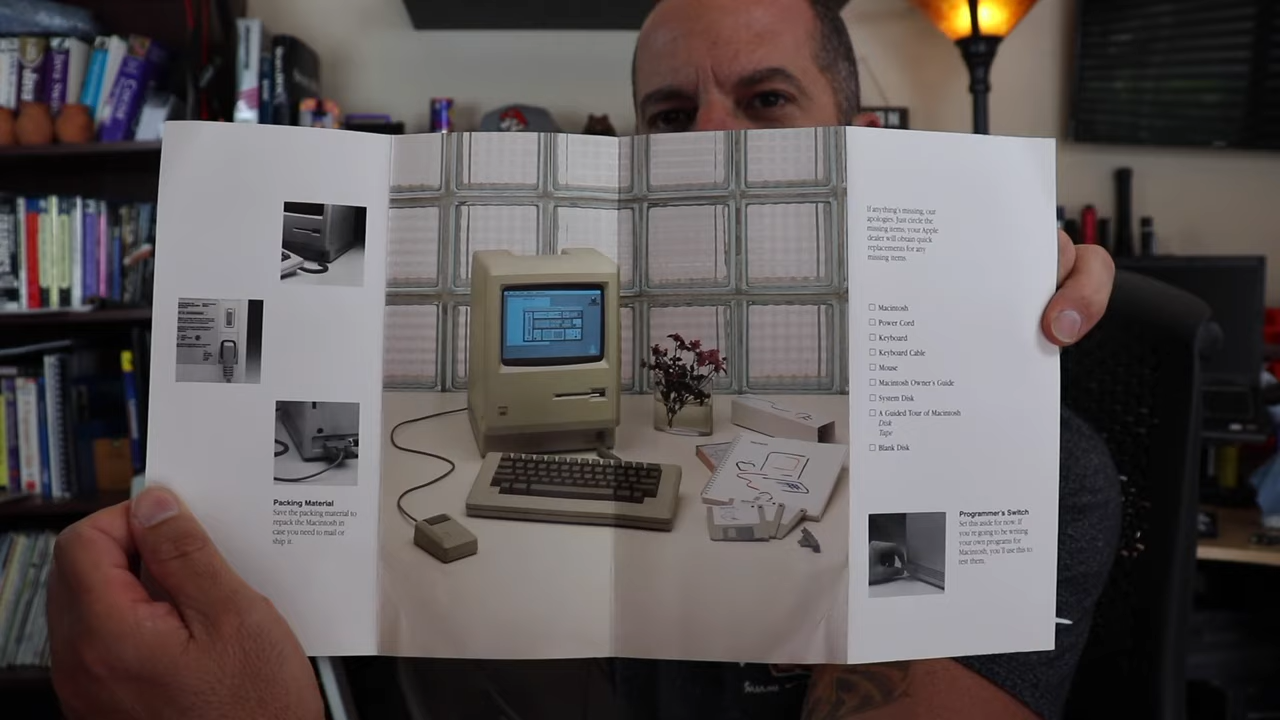 Packing Material
Save the packing material to
repack the Macintosh in
case you need to mail or
ship it.
If anything's missing, our
apologies. Just circle the
missing items; your Apple
dealer will obtain quick
replacements for any
missing items.
☐ Macintosh
☐ Power Cord
☐ Keyboard
☐ Keyboard Cable
☐ Mouse
☐ Macintosh Owner's Guide
☐ System Disk
☐ A Guided Tour of Macintosh
Disk
Tape
☐ Blank Disk
Programmer's Switch
Set this aside for now. If
you're going to be writing
your own programs for
Macintosh, you'll use this to
test them.